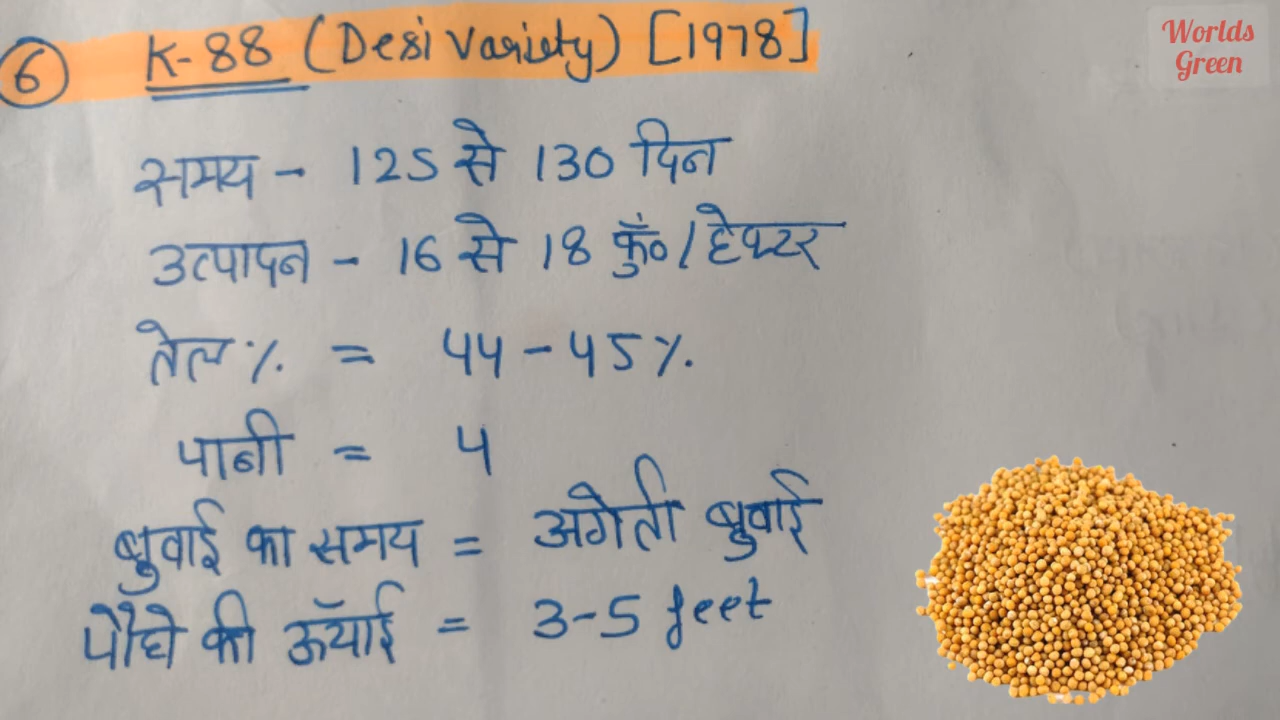 ⑥ K-88 (Desi Variety) [1978]
समय - 125 से 130 दिन
उत्पादन - 16 से 18 कुँ०/हेक्टर
तेल % = 44 - 45 %.
पानी = 4
बुवाई का समय = अगेती बुवाई
पौधे की ऊँचाई = 3-5 feet
Worlds
Green